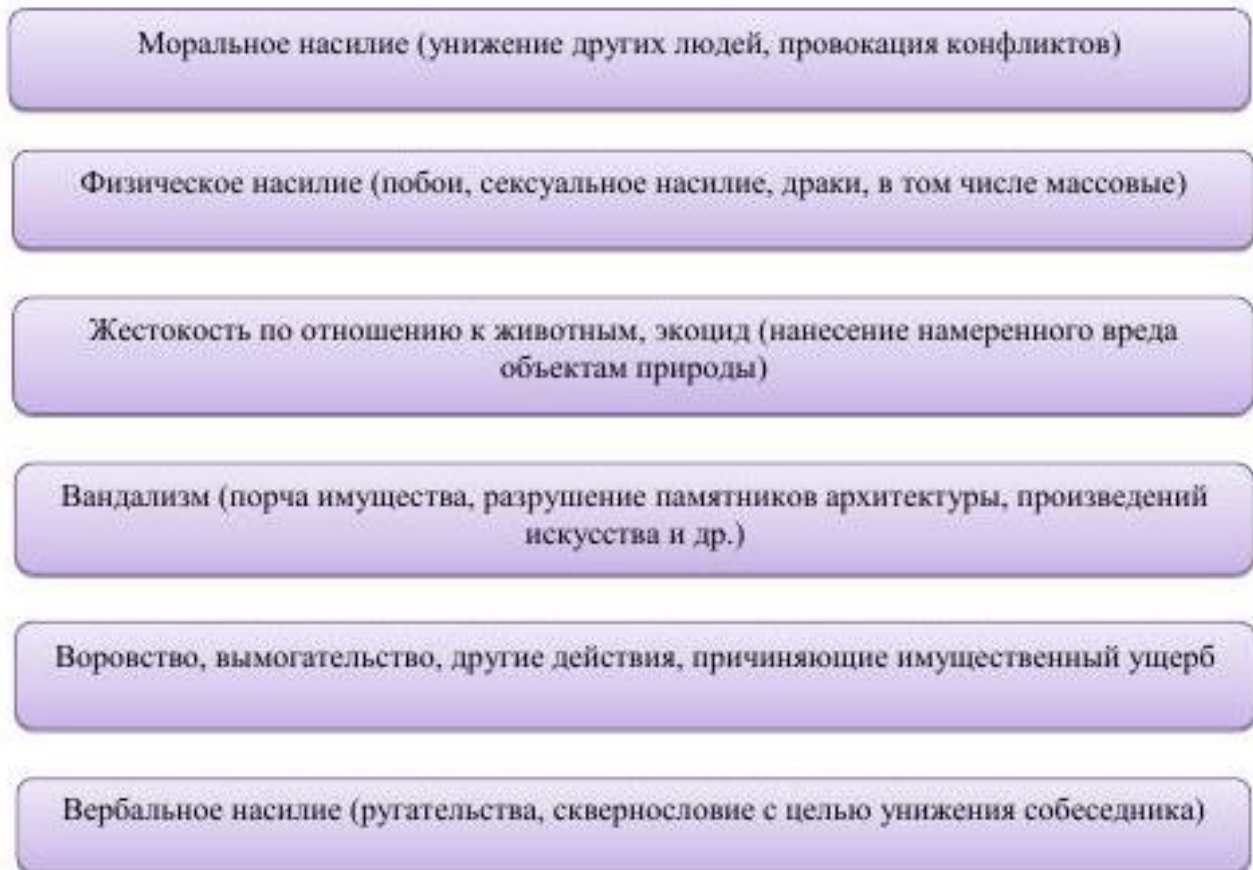 Моральное насилие (унижение других людей, провокация конфликтов)
Физическое насилие (побои, сексуальное насилие, драки, в том числе массовые)
Жестокость по отношению к животным, экоцид (нанесение намеренного вреда
объектам природы)
Вандализм (порча имущества, разрушение памятников архитектуры, произведений
искусства и др.)
Воровство, вымогательство, другие действия, причиняющие имущественный ущерб
Вербальное насилие (ругательства, сквернословие с целью унижения собеседника)